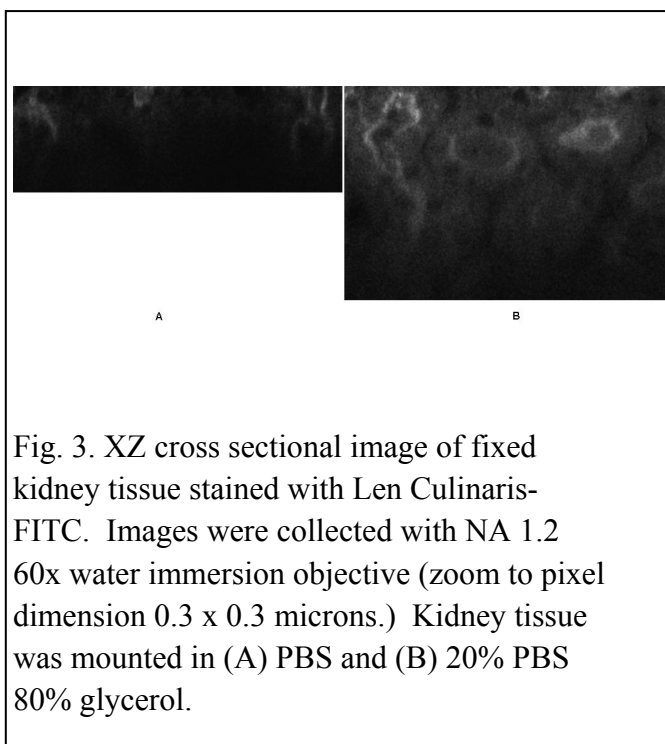 A B
Fig. 3. XZ cross sectional image of fixed
kidney tissue stained with Len Culinaris-
FITC. Images were collected with NA 1.2
60x water immersion objective (zoom to pixel
dimension 0.3 x 0.3 microns.) Kidney tissue
was mounted in (A) PBS and (B) 20% PBS
80% glycerol.